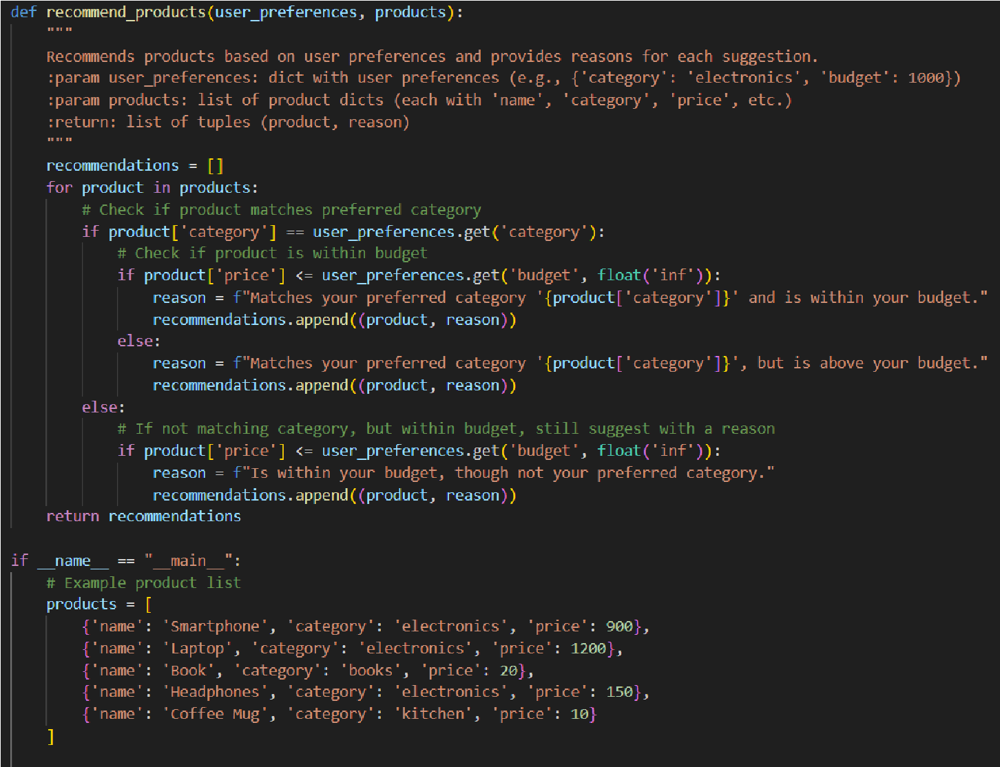 def recommend_products(user_preferences, products):
    """
    Recommends products based on user preferences and provides reasons for each suggestion.
    :param user_preferences: dict with user preferences (e.g., {'category': 'electronics', 'budget': 1000})
    :param products: list of product dicts (each with 'name', 'category', 'price', etc.)
    :return: list of tuples (product, reason)
    """
    recommendations = []
    for product in products:
        # Check if product matches preferred category
        if product['category'] == user_preferences.get('category'):
            # Check if product is within budget
            if product['price'] <= user_preferences.get('budget', float('inf')):
                reason = f"Matches your preferred category '{product['category']}' and is within your budget."
                recommendations.append((product, reason))
            else:
                reason = f"Matches your preferred category '{product['category']}', but is above your budget."
                recommendations.append((product, reason))
        else:
            # If not matching category, but within budget, still suggest with a reason
            if product['price'] <= user_preferences.get('budget', float('inf')):
                reason = f"Is within your budget, though not your preferred category."
                recommendations.append((product, reason))
    return recommendations

if __name__ == "__main__":
    # Example product list
    products = [
        {'name': 'Smartphone', 'category': 'electronics', 'price': 900},
        {'name': 'Laptop', 'category': 'electronics', 'price': 1200},
        {'name': 'Book', 'category': 'books', 'price': 20},
        {'name': 'Headphones', 'category': 'electronics', 'price': 150},
        {'name': 'Coffee Mug', 'category': 'kitchen', 'price': 10}
    ]